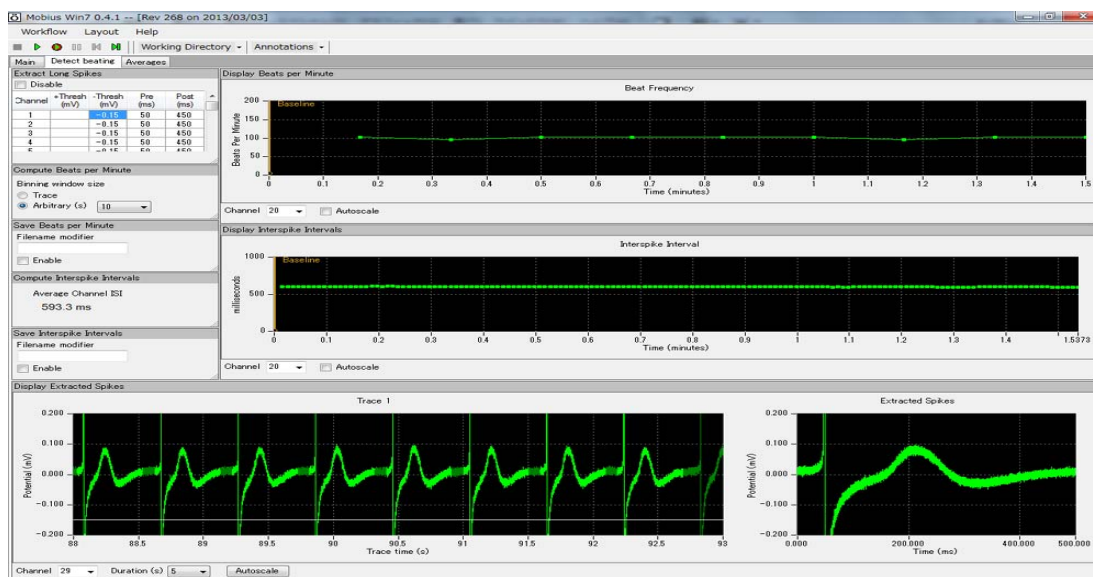 Mobius Win7 0.4.1 -- [Rev 268 on 2013/03/03]
Workflow Layout Help
Working Directory Annotations
Main Detect beating Averages
Extract Long Spikes
Disable
Channel +Thresh (mV) -Thresh (mV) Pre (ms) Post (ms)
1 -0.15 50 450
2 -0.15 50 450
3 -0.15 50 450
4 -0.15 50 450
5 -0.15 50 450
Compute Beats per Minute
Binning window size
Trace
Arbitrary (s) 10
Save Beats per Minute
Filename modifier
Enable
Compute Interspike Intervals
Average Channel ISI
593.3 ms
Save Interspike Intervals
Filename modifier
Enable
Display Beats per Minute
Beat Frequency
Beats Per Minute
200
150
100
50
0
Baseline
0 0.1 0.2 0.3 0.4 0.5 0.6 0.7 0.8 0.9 1 1.1 1.2 1.3 1.4 1.5
Time (minutes)
Channel 20 Autoscale
Display Interspike Intervals
Interspike Interval
milliseconds
1000
500
0
Baseline
0 0.1 0.2 0.3 0.4 0.5 0.6 0.7 0.8 0.9 1 1.1 1.2 1.3 1.4 1.5373
Time (minutes)
Channel 20 Autoscale
Display Extracted Spikes
Trace 1
Potential (mV)
0.200
0.100
0.000
-0.100
-0.200
88 88.5 89 89.5 90 90.5 91 91.5 92 92.5 93
Trace time (s)
Extracted Spikes
Potential (mV)
0.200
0.100
0.000
-0.100
-0.200
0.000 200.000 400.000 500.000
Time (ms)
Channel 29 Duration (s) 5 Autoscale